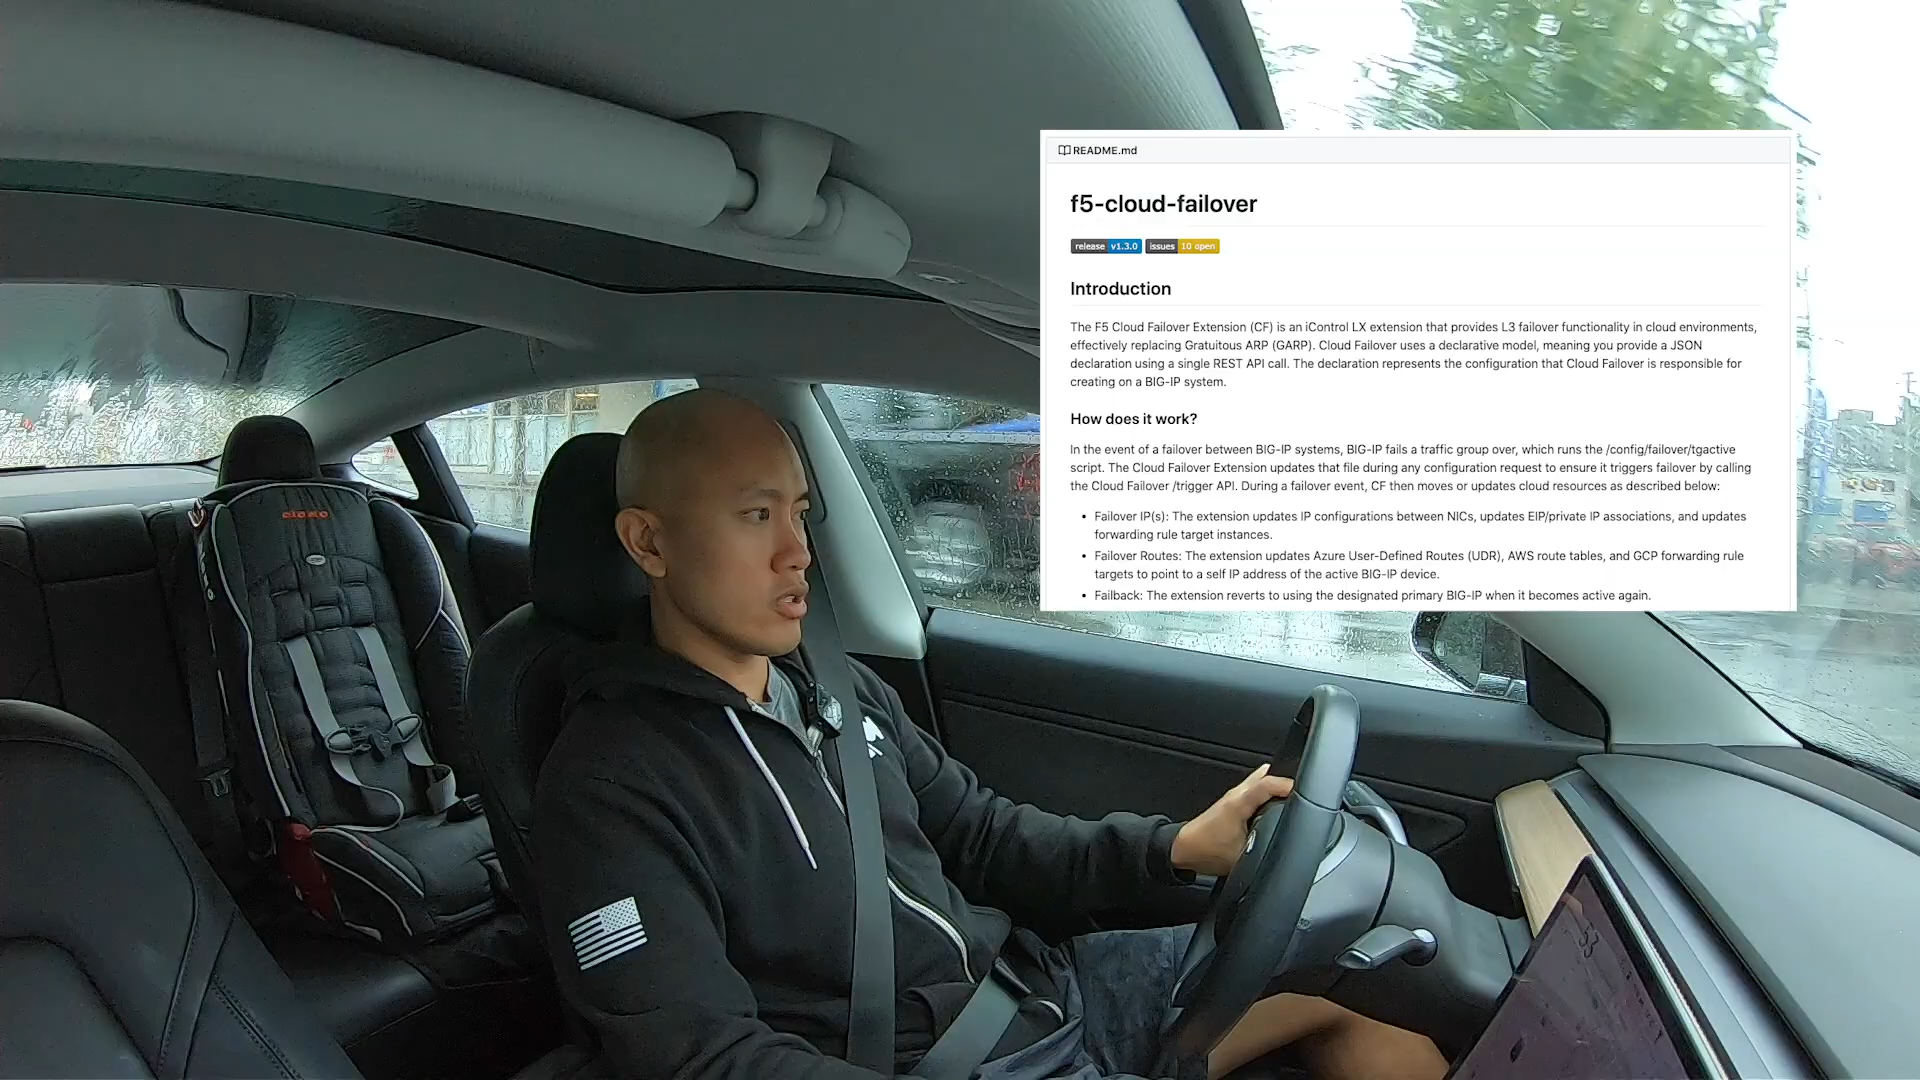 README.md
f5-cloud-failover
release v1.3.0 issues 10 open
Introduction
The F5 Cloud Failover Extension (CF) is an iControl LX extension that provides L3 failover functionality in cloud environments,
effectively replacing Gratuitous ARP (GARP). Cloud Failover uses a declarative model, meaning you provide a JSON
declaration using a single REST API call. The declaration represents the configuration that Cloud Failover is responsible for
creating on a BIG-IP system.
How does it work?
In the event of a failover between BIG-IP systems, BIG-IP fails a traffic group over, which runs the /config/failover/tgactive
script. The Cloud Failover Extension updates that file during any configuration request to ensure it triggers failover by calling
the Cloud Failover /trigger API. During a failover event, CF then moves or updates cloud resources as described below:
• Failover IP(s): The extension updates IP configurations between NICs, updates EIP/private IP associations, and updates
forwarding rule target instances.
• Failover Routes: The extension updates Azure User-Defined Routes (UDR), AWS route tables, and GCP forwarding rule
targets to point to a self IP address of the active BIG-IP device.
• Failback: The extension reverts to using the designated primary BIG-IP when it becomes active again.
diono
53